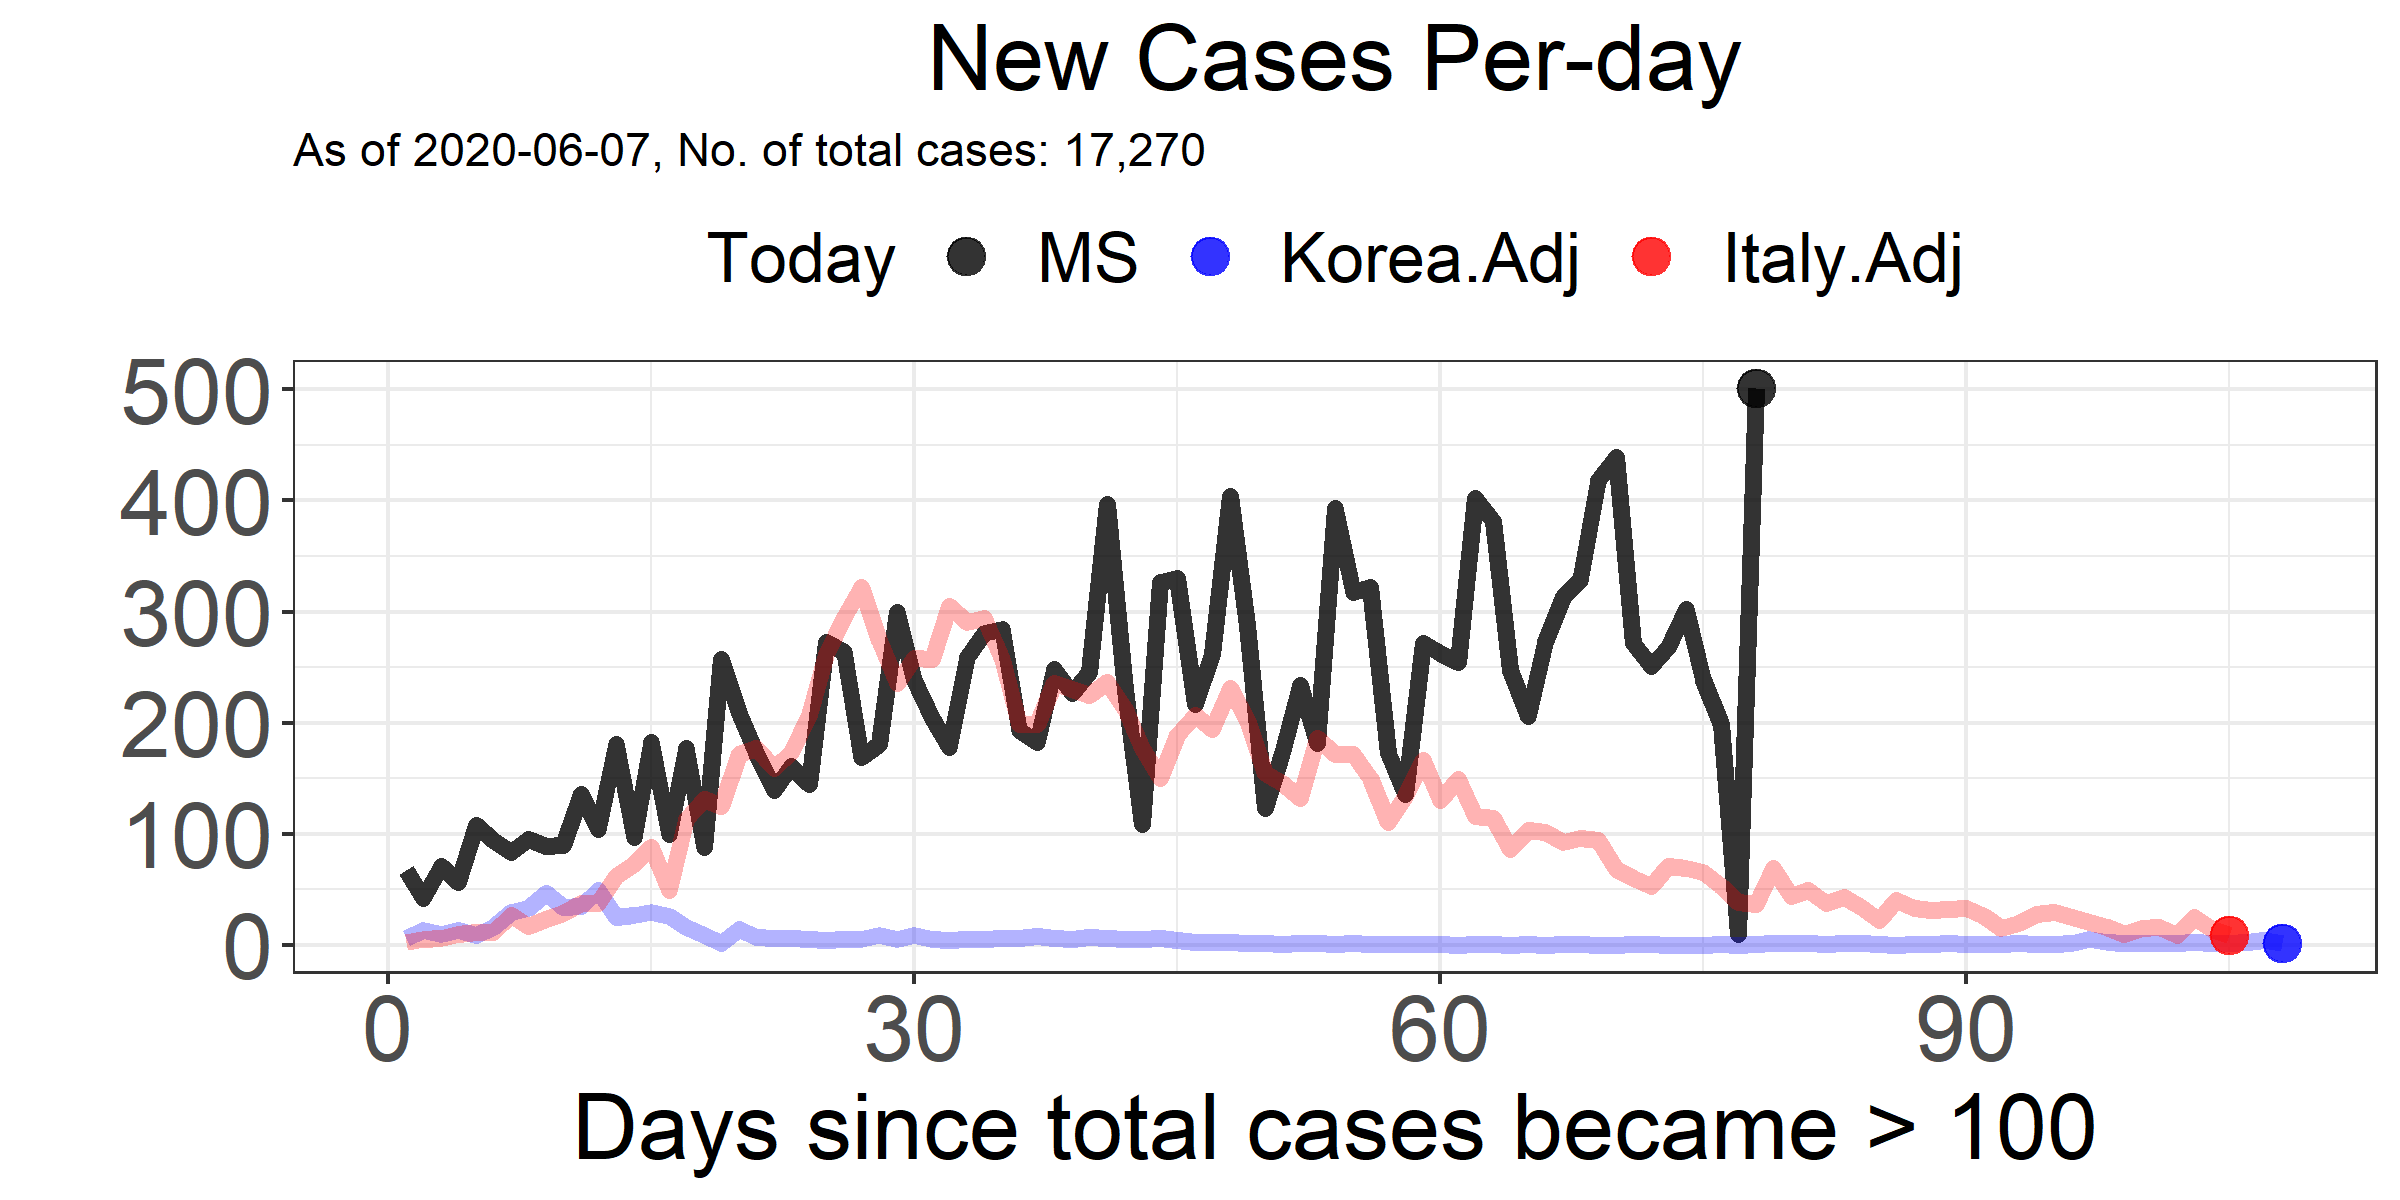 New Cases Per-day
As of 2020-06-07, No. of total cases: 17,270
Today MS Korea.Adj Italy.Adj
500
400
300
200
100
0
0 30 60 90
Days since total cases became > 100